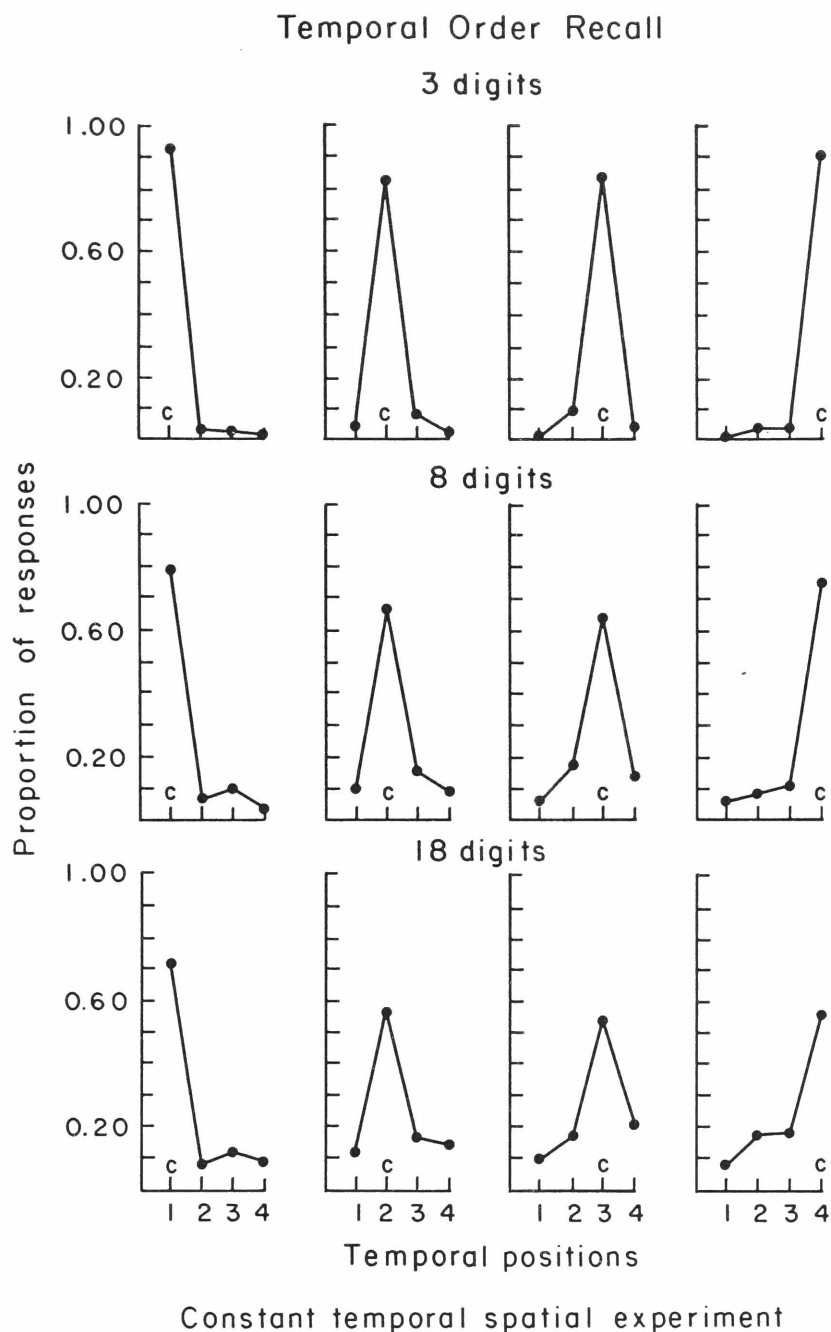 Temporal Order Recall
3 digits
1.00
0.60
0.20
C C C C
8 digits
1.00
0.60
0.20
C C C C
18 digits
1.00
0.60
0.20
C C C C
1 2 3 4 1 2 3 4 1 2 3 4 1 2 3 4
Proportion of responses
Temporal positions
Constant temporal spatial experiment